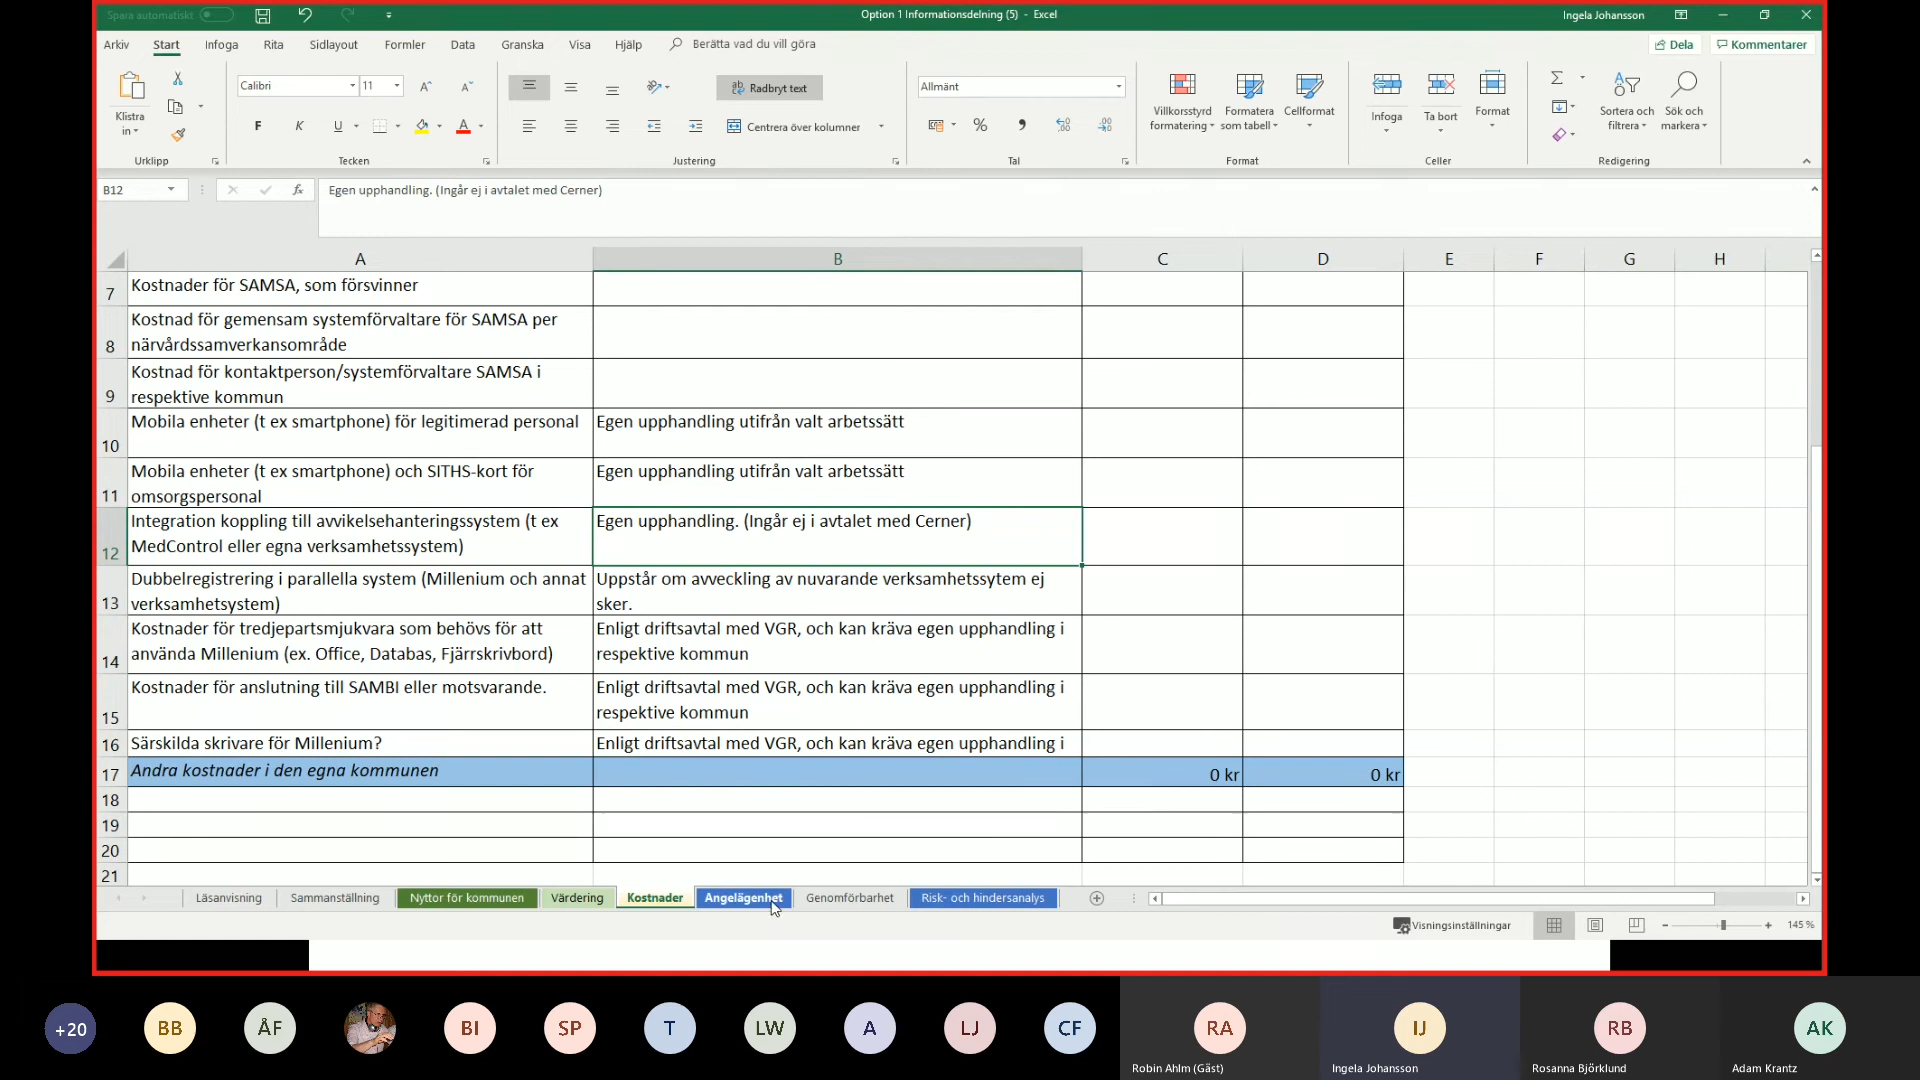 Spara automatiskt
Option 1 Informationsdelning (5) - Excel
Ingela Johansson
Arkiv Start Infoga Rita Sidlayout Formler Data Granska Visa Hjälp Berätta vad du vill göra
Dela Kommentarer
Klistra in
Urklipp
Calibri 11
F K U
Tecken
Radbryt text
Centrera över kolumner
Justering
Allmänt
Tal
Villkorsstyrd formatering
Formatera som tabell
Cellformat
Format
Infoga
Ta bort
Format
Celler
Sortera och filtrera
Sök och markera
Redigering
B12
fx
Egen upphandling. (Ingår ej i avtalet med Cerner)
A B C D E F G H
7 Kostnader för SAMSA, som försvinner
Kostnad för gemensam systemförvaltare för SAMSA per
8 närvårdssamverkansområde
Kostnad för kontaktperson/systemförvaltare SAMSA i
9 respektive kommun
Mobila enheter (t ex smartphone) för legitimerad personal Egen upphandling utifrån valt arbetssätt
10
Mobila enheter (t ex smartphone) och SITHS-kort för Egen upphandling utifrån valt arbetssätt
11 omsorgspersonal
Integration koppling till avvikelsehanteringssystem (t ex Egen upphandling. (Ingår ej i avtalet med Cerner)
12 MedControl eller egna verksamhetssystem)
Dubbelregistrering i parallella system (Millenium och annat Uppstår om avveckling av nuvarande verksamhetssytem ej
13 verksamhetsystem) sker.
Kostnader för tredjepartsmjukvara som behövs för att Enligt driftsavtal med VGR, och kan kräva egen upphandling i
14 använda Millenium (ex. Office, Databas, Fjärrskrivbord) respektive kommun
Kostnader för anslutning till SAMBI eller motsvarande. Enligt driftsavtal med VGR, och kan kräva egen upphandling i
15 respektive kommun
16 Särskilda skrivare för Millenium? Enligt driftsavtal med VGR, och kan kräva egen upphandling i
17 Andra kostnader i den egna kommunen 0 kr 0 kr
18
19
20
21
Läsanvisning Sammanställning Nyttor för kommunen Värdering Kostnader Angelägenhet Genomförbarhet Risk- och hindersanalys
Visningsinställningar 145 %
+20 BB ÅF BI SP T LW A LJ CF RA IJ RB AK
Robin Ahlm (Gäst) Ingela Johansson Rosanna Björklund Adam Krantz